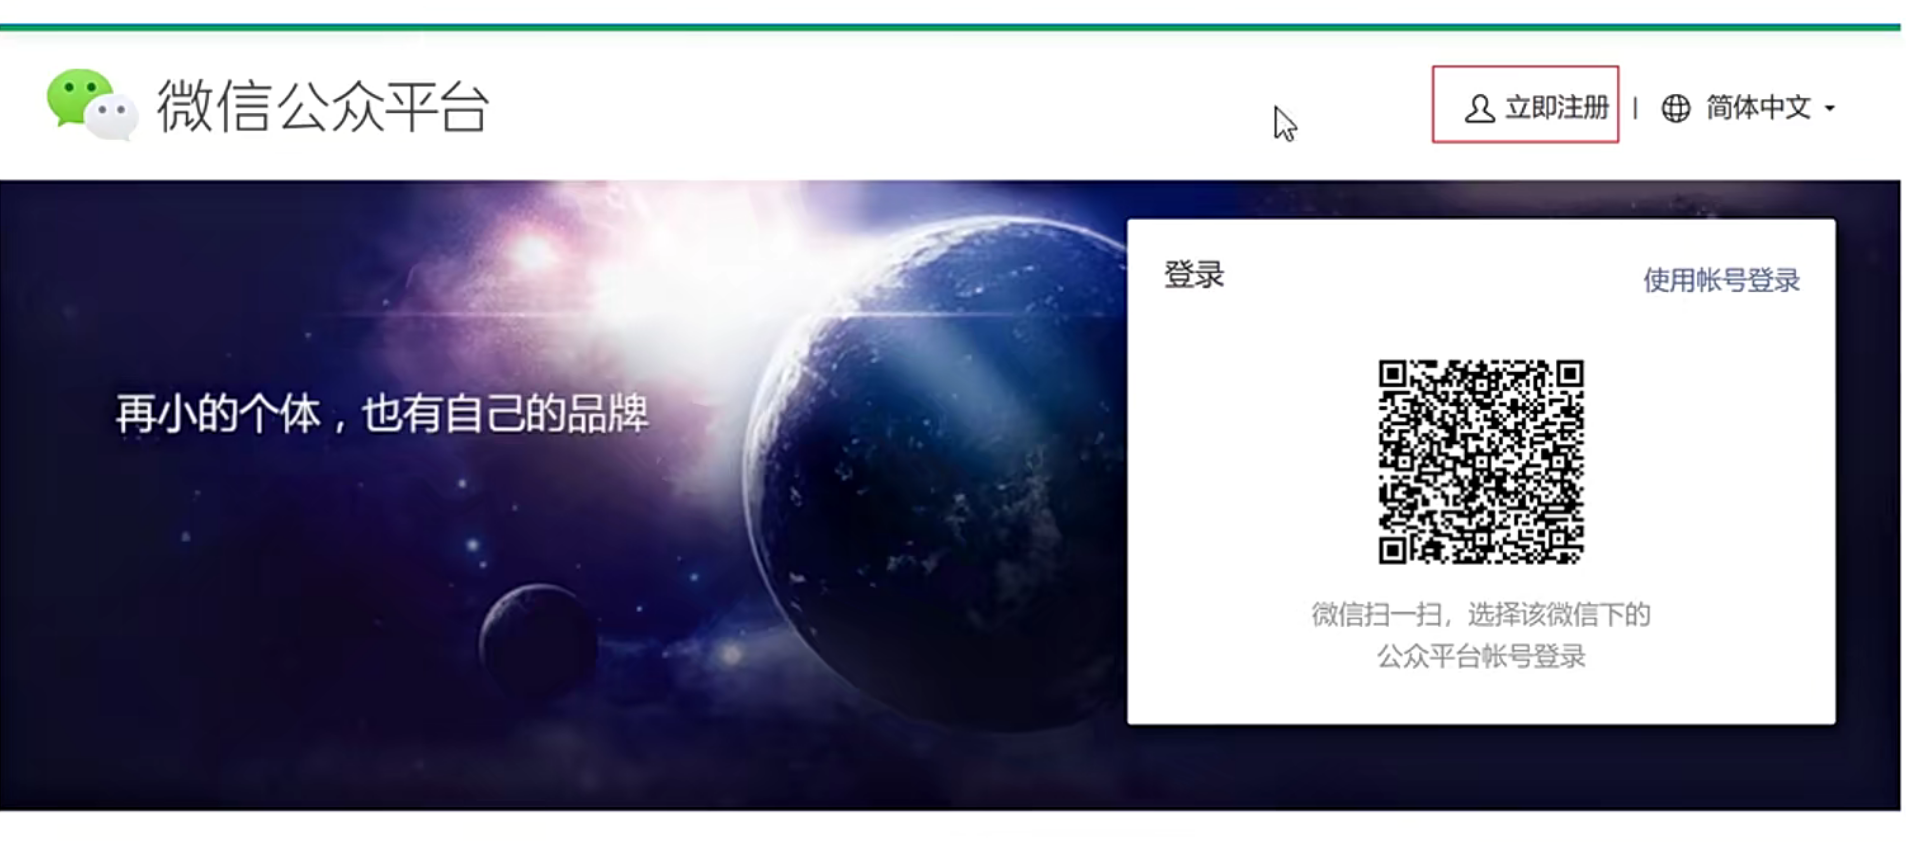 微信公众平台
立即注册 | 简体中文
登录
使用帐号登录
再小的个体，也有自己的品牌
微信扫一扫，选择该微信下的
公众平台帐号登录